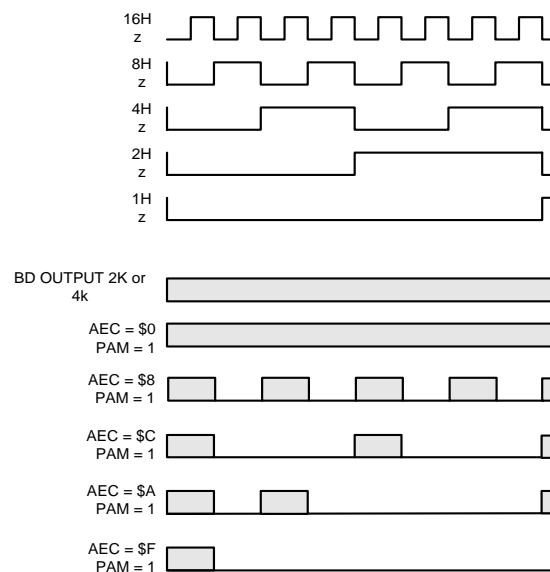 16H
z
8H
z
4H
z
2H
z
1H
z
BD OUTPUT 2K or
4k
AEC = $0
PAM = 1
AEC = $8
PAM = 1
AEC = $C
PAM = 1
AEC = $A
PAM = 1
AEC = $F
PAM = 1